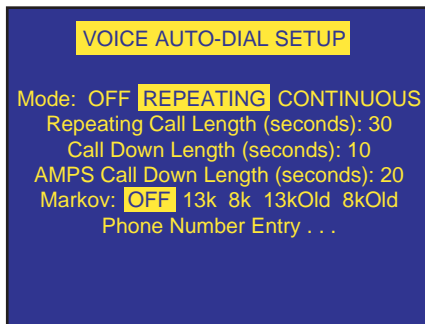 VOICE AUTO-DIAL SETUP
Mode: OFF REPEATING CONTINUOUS
Repeating Call Length (seconds): 30
Call Down Length (seconds): 10
AMPS Call Down Length (seconds): 20
Markov: OFF 13k 8k 13kOld 8kOld
Phone Number Entry . . .